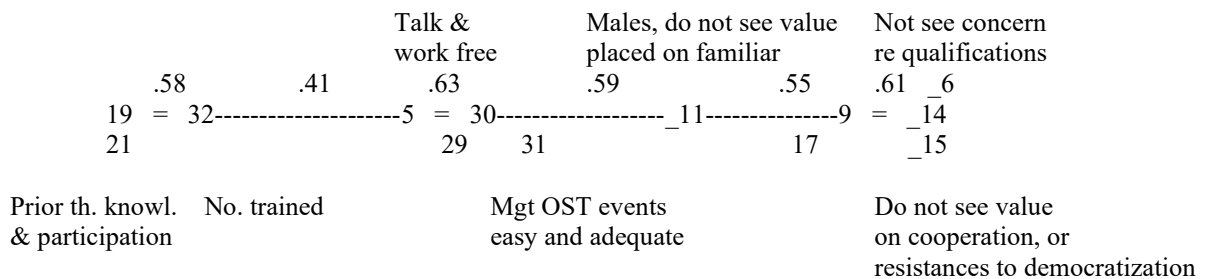 Talk & Males, do not see value Not see concern
work free placed on familiar re qualifications
.58 .41 .63 .59 .55 .61 _6
19 = 32---------------------5 = 30-------------------_11---------------9 = _14
21 29 31 17 _15
Prior th. knowl. No. trained Mgt OST events Do not see value
& participation easy and adequate on cooperation, or
resistances to democratization